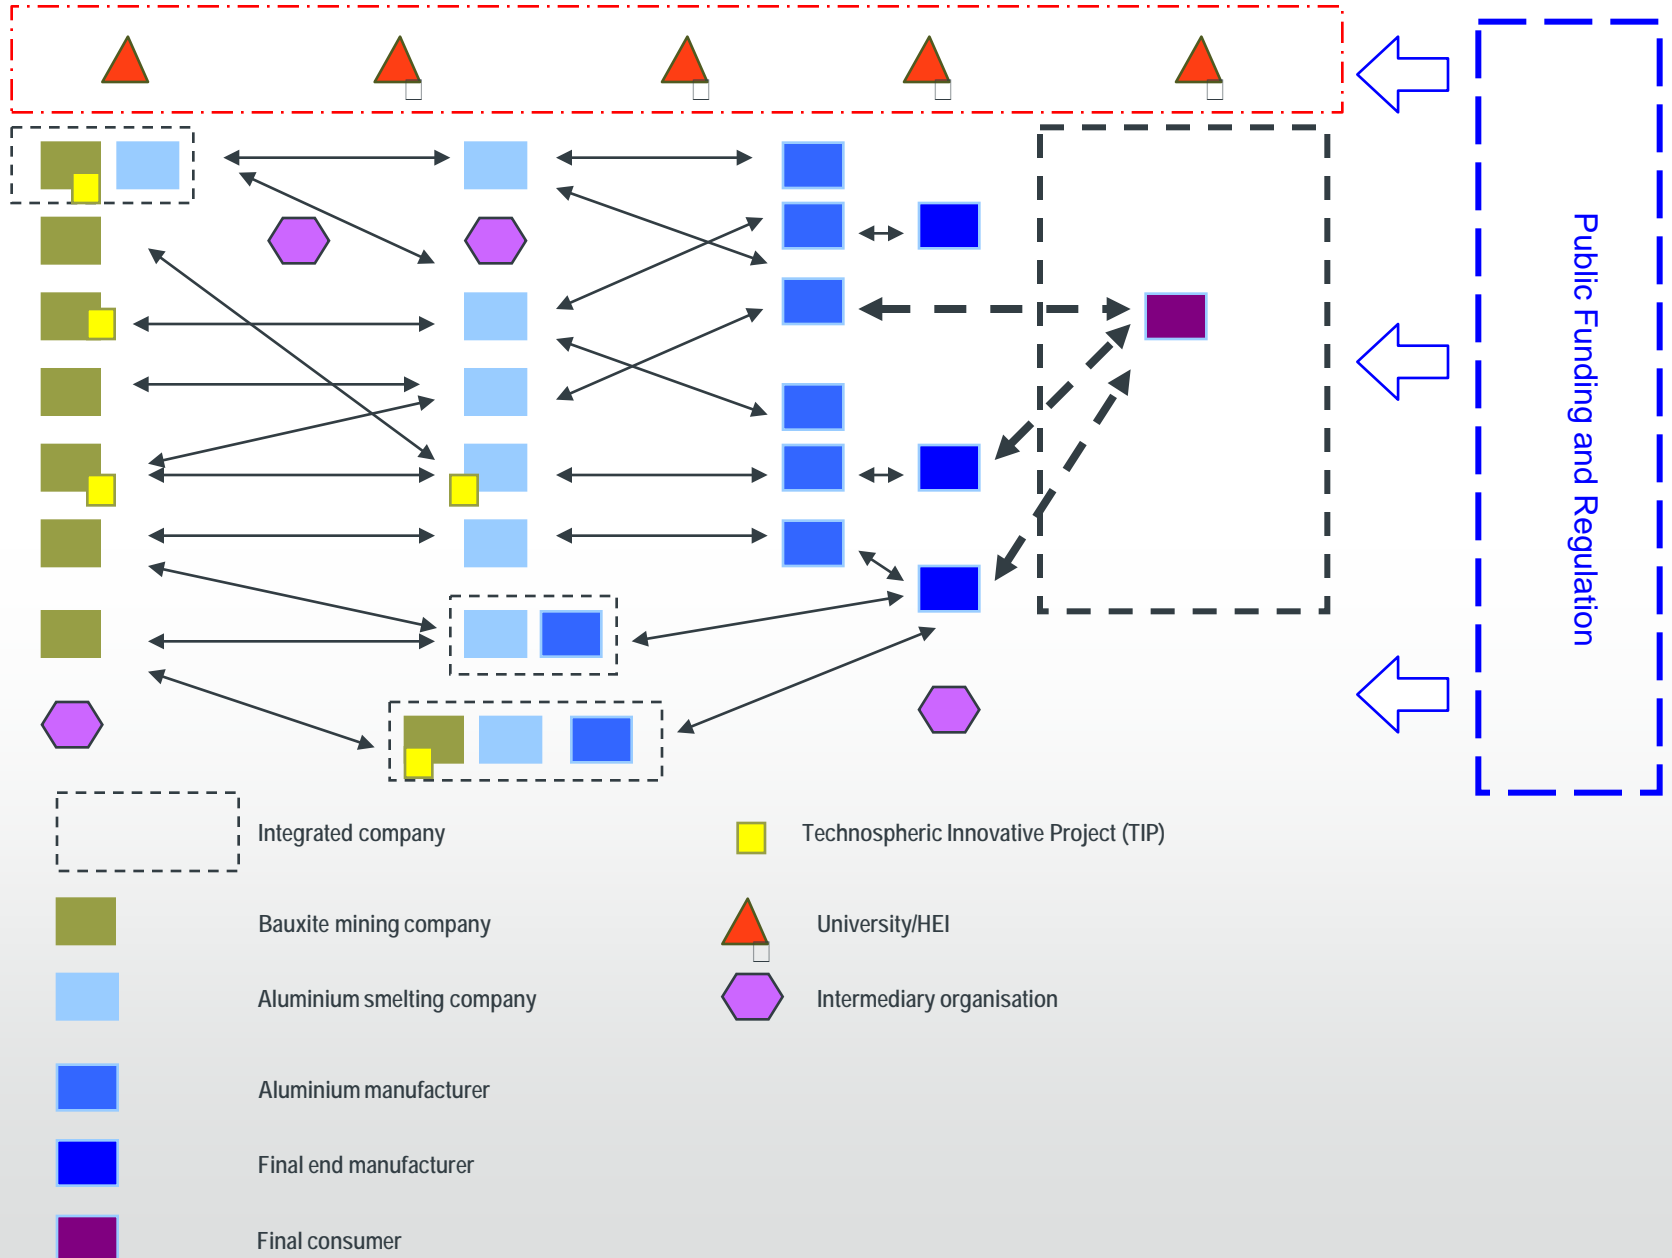 Public Funding and Regulation
Integrated company
Technospheric Innovative Project (TIP)
Bauxite mining company
University/HEI
Aluminium smelting company
Intermediary organisation
Aluminium manufacturer
Final end manufacturer
Final consumer